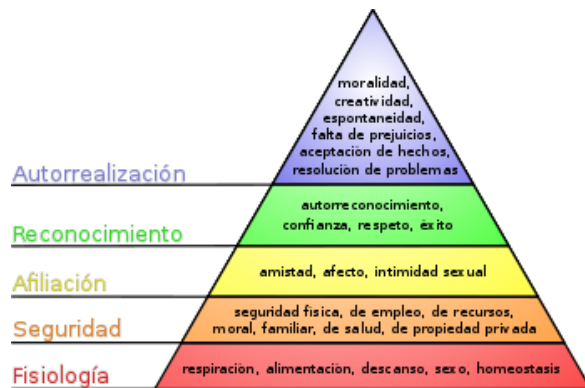 moralidad,
creatividad,
espontaneidad,
falta de prejuicios,
aceptación de hechos,
resolución de problemas
Autorrealización
autorreconocimiento,
confianza, respeto, éxito
Reconocimiento
amistad, afecto, intimidad sexual
Afiliación
seguridad física, de empleo, de recursos,
moral, familiar, de salud, de propiedad privada
Seguridad
respiración, alimentación, descanso, sexo, homeostasis
Fisiología